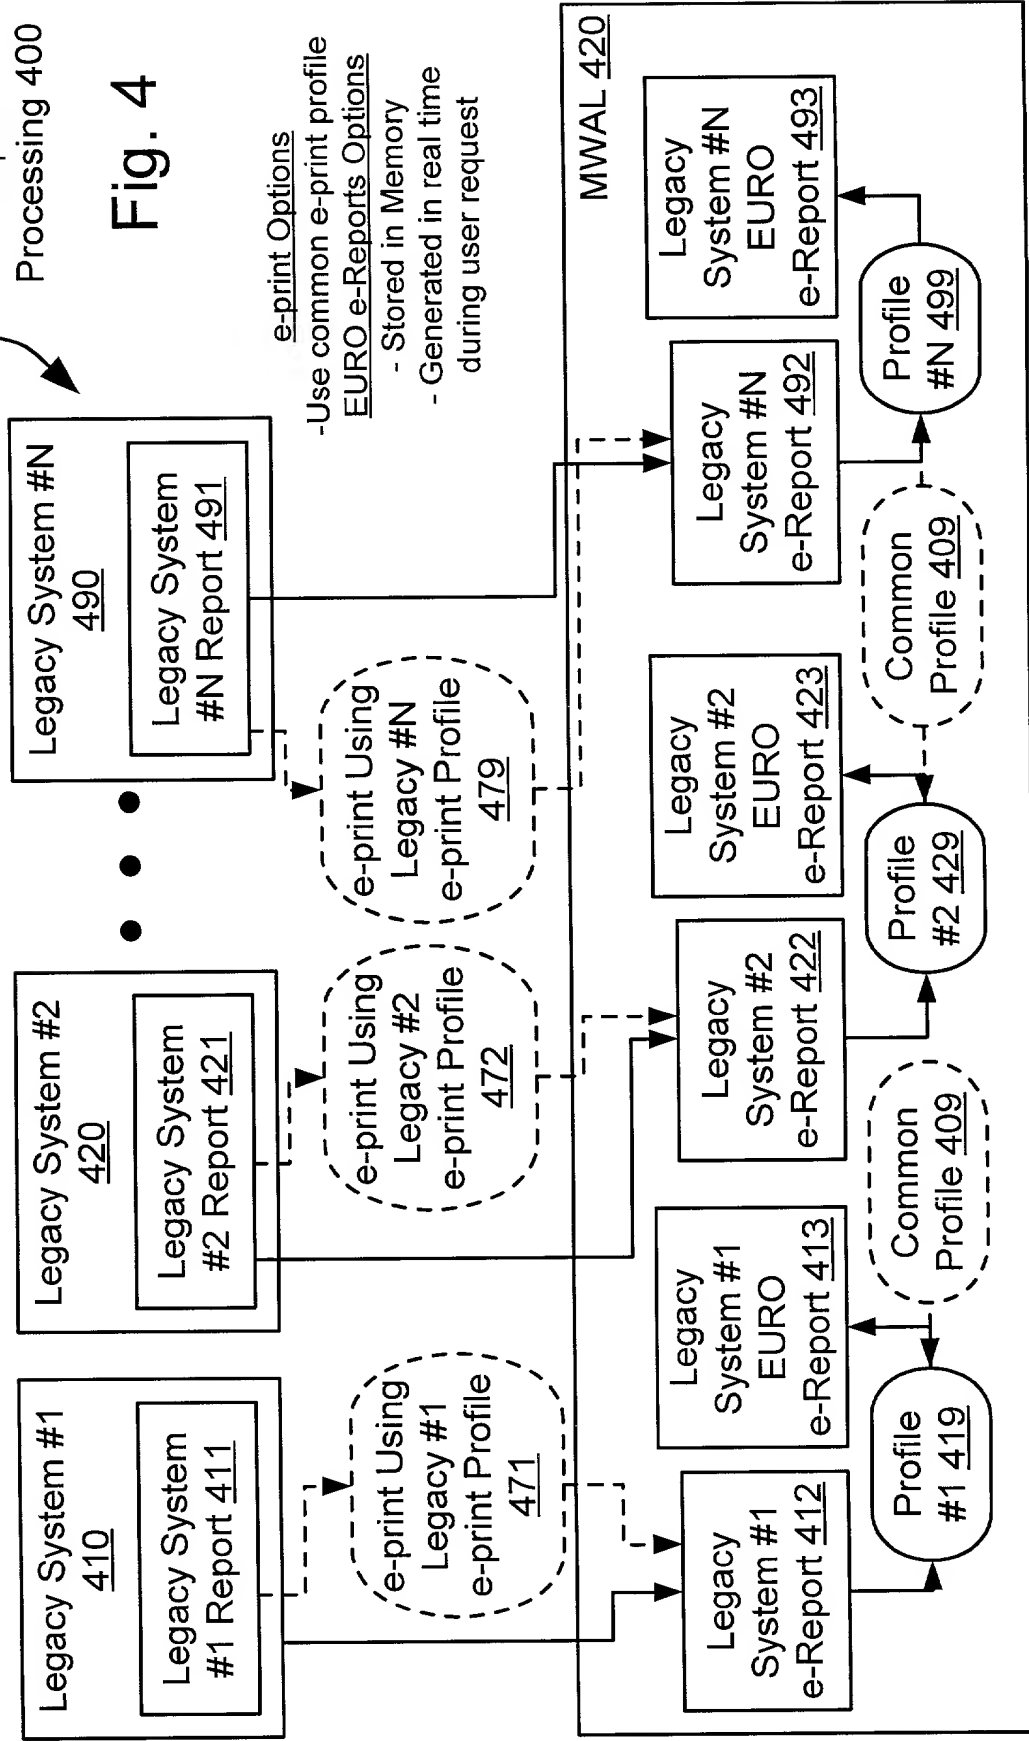 Processing 400
Fig. 4
Legacy System #1
410
Legacy System
#1 Report 411
Legacy System #2
420
Legacy System
#2 Report 421
Legacy System #N
490
Legacy System
#N Report 491
e-print Options
-Use common e-print profile
EURO e-Reports Options
- Stored in Memory
- Generated in real time
during user request
e-print Using
Legacy #1
e-print Profile
471
e-print Using
Legacy #2
e-print Profile
472
e-print Using
Legacy #N
e-print Profile
479
MWAL 420
Legacy
System #1
e-Report 412
Legacy
System #1
EURO
e-Report 413
Legacy
System #2
e-Report 422
Legacy
System #2
EURO
e-Report 423
Legacy
System #N
e-Report 492
Legacy
System #N
EURO
e-Report 493
Profile
#1 419
Common
Profile 409
Profile
#2 429
Common
Profile 409
Profile
#N 499